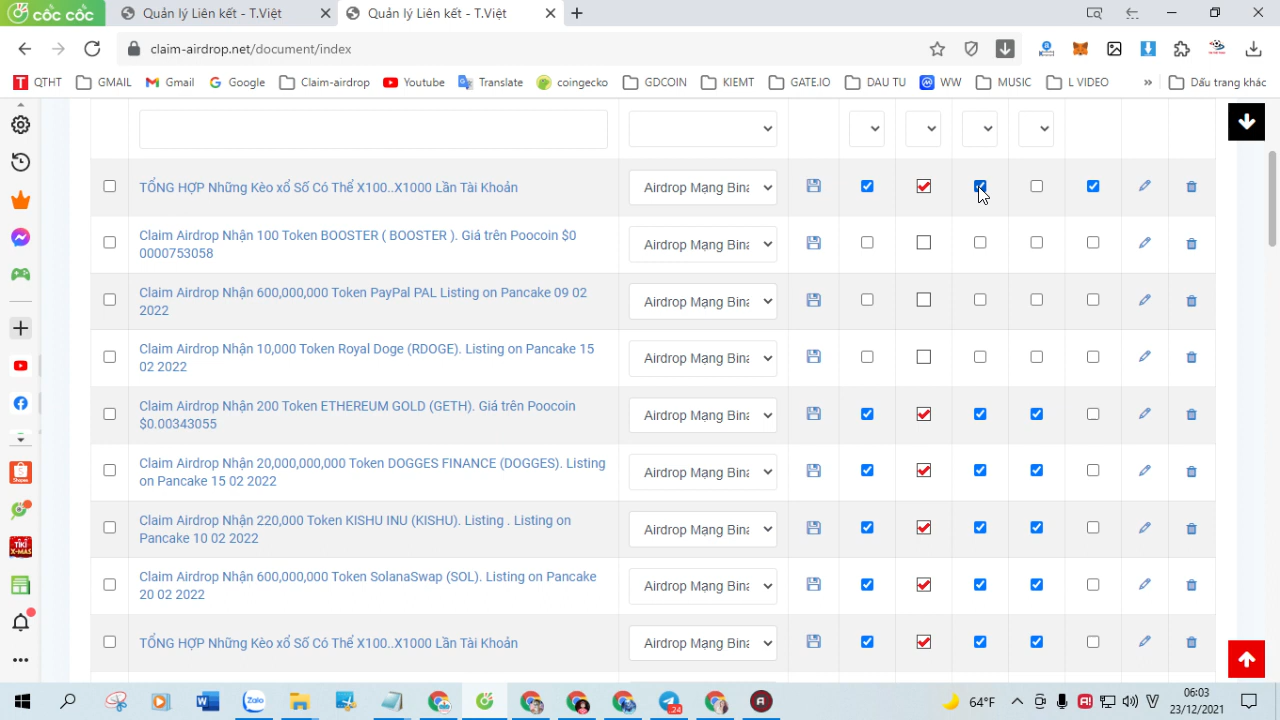 cốc cốc
Quản lý kết - T.Việt
Quản lý kết - T.Việt
claim-airdrop.net/document/index
QTHT
GMAIL
Gmail
Google
Claim-airdrop
Youtube
Translate
coingecko
GDCOIN
KIEMT
GATE.IO
DAU TU
WW
MUSIC
L VIDEO
»
Dấu trang khác
TỔNG HỢP Những Kèo xổ Số Có Thể X100..X1000 Lần Tài Khoản
Airdrop Mạng Bina
Claim Airdrop Nhận 100 Token BOOSTER ( BOOSTER ). Giá trên Poocoin $0
0000753058
Airdrop Mạng Bina
Claim Airdrop Nhận 600,000,000 Token PayPal PAL Listing on Pancake 09 02
2022
Airdrop Mạng Bina
Claim Airdrop Nhận 10,000 Token Royal Doge (RDOGE). Listing on Pancake 15
02 2022
Airdrop Mạng Bina
Claim Airdrop Nhận 200 Token ETHEREUM GOLD (GETH). Giá trên Poocoin
$0.00343055
Airdrop Mạng Bina
Claim Airdrop Nhận 20,000,000,000 Token DOGGES FINANCE (DOGGES). Listing
on Pancake 15 02 2022
Airdrop Mạng Bina
Claim Airdrop Nhận 220,000 Token KISHU INU (KISHU). Listing . Listing on
Pancake 10 02 2022
Airdrop Mạng Bina
Claim Airdrop Nhận 600,000,000 Token SolanaSwap (SOL). Listing on Pancake
20 02 2022
Airdrop Mạng Bina
TỔNG HỢP Những Kèo xổ Số Có Thể X100..X1000 Lần Tài Khoản
Airdrop Mạng Bina
Zalo
24
64°F
06:03
23/12/2021